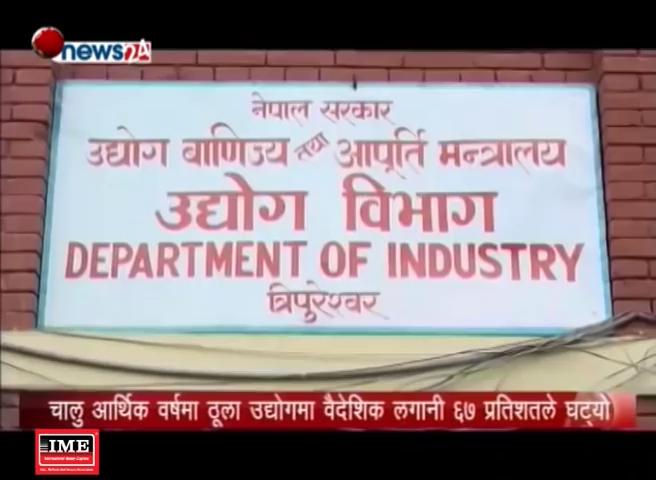 news24
नेपाल सरकार
उद्योग वाणिज्य तथा आपूर्ति मन्त्रालय
उद्योग विभाग
DEPARTMENT OF INDUSTRY
त्रिपुरेश्वर
चालु आर्थिक वर्षमा ठूला उद्योगमा वैदेशिक लगानी ६७ प्रतिशतले घट्यो
IME